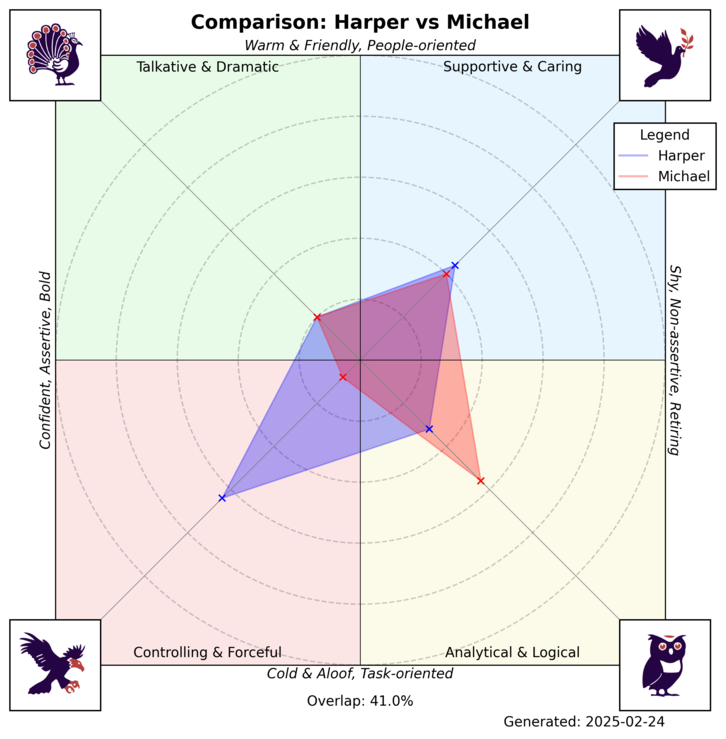 Comparison: Harper vs Michael
Warm & Friendly, People-oriented
Talkative & Dramatic
Supportive & Caring
Legend
Harper
Michael
Confident, Assertive, Bold
Shy, Non-assertive, Retiring
Controlling & Forceful
Analytical & Logical
Cold & Aloof, Task-oriented
Overlap: 41.0%
Generated: 2025-02-24